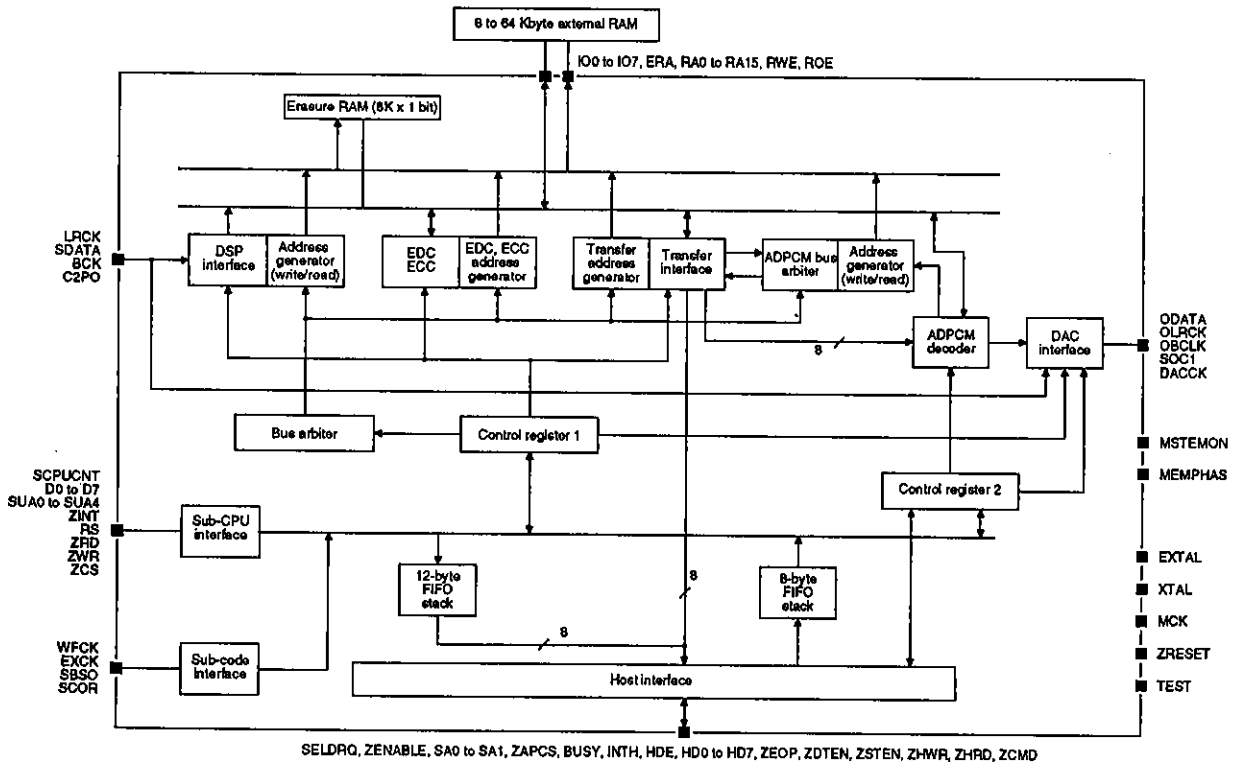 8 to 64 Kbyte external RAM
IO0 to IO7, ERA, RA0 to RA15, RWE, ROE
Erasure RAM (8K x 1 bit)
LRCK
SDATA
BCK
C2PO
DSP
interface
Address
generator
(write/read)
EDC
ECC
EDC, ECC
address
generator
Transfer
address
generator
Transfer
interface
ADPCM bus
arbiter
Address
generator
(write/read)
8
ADPCM
decoder
DAC
interface
ODATA
OLRCK
OBCLK
SOC1
DACCK
Bus arbiter
Control register 1
MSTEMON
MEMPHAS
Control register 2
SCPUCNT
D0 to D7
SUA0 to SUA4
ZINT
RS
ZRD
ZWR
ZCS
Sub-CPU
interface
12-byte
FIFO
stack
8
8-byte
FIFO
stack
EXTAL
XTAL
MCK
ZRESET
TEST
8
WFCK
EXCK
SBSO
SCOR
Sub-code
interface
Host interface
SELDRQ, ZENABLE, SA0 to SA1, ZAPCS, BUSY, INTH, HDE, HD0 to HD7, ZEOP, ZDTEN, ZSTEN, ZHWR, ZHRD, ZCMD